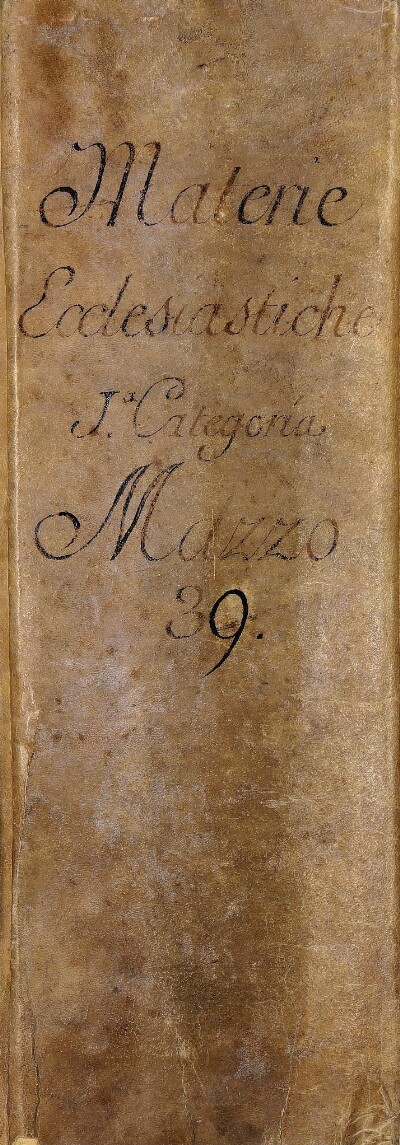 Materie
Ecclesiastiche
I.ª Categoria
Mazzo
39.